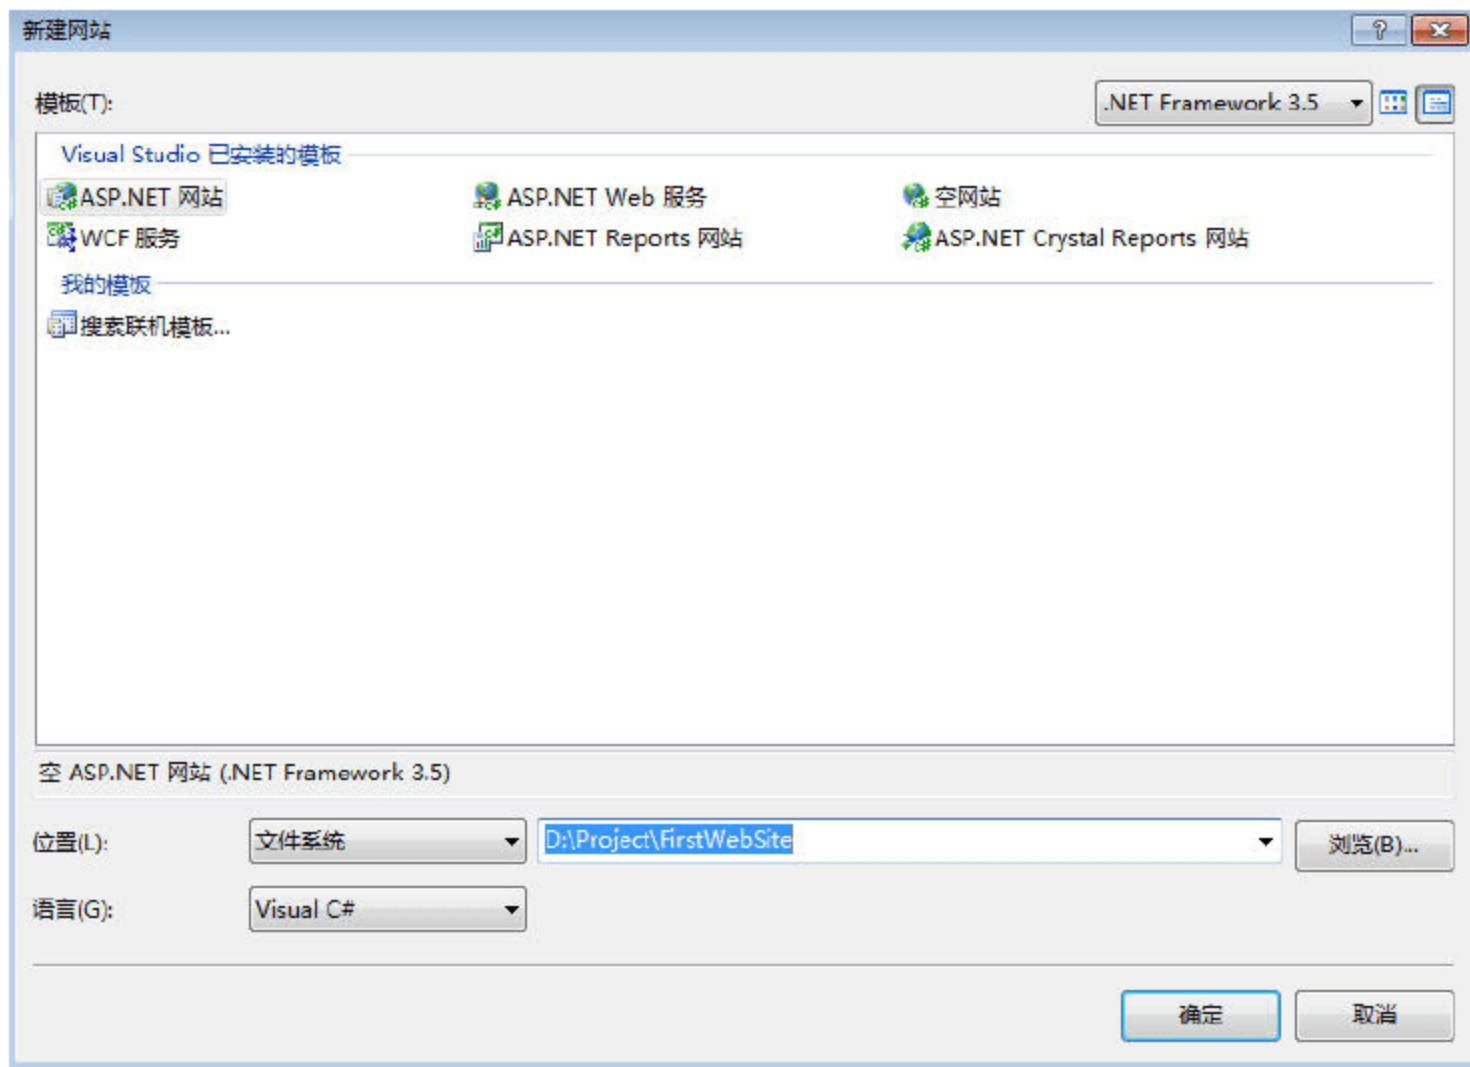 新建网站
模板(T):
.NET Framework 3.5
Visual Studio 已安装的模板
ASP.NET 网站 ASP.NET Web 服务 空网站
WCF 服务 ASP.NET Reports 网站 ASP.NET Crystal Reports 网站
我的模板
搜索联机模板...
空 ASP.NET 网站 (.NET Framework 3.5)
位置(L): 文件系统 D:\Project\FirstWebSite 浏览(B)...
语言(G): Visual C#
确定 取消